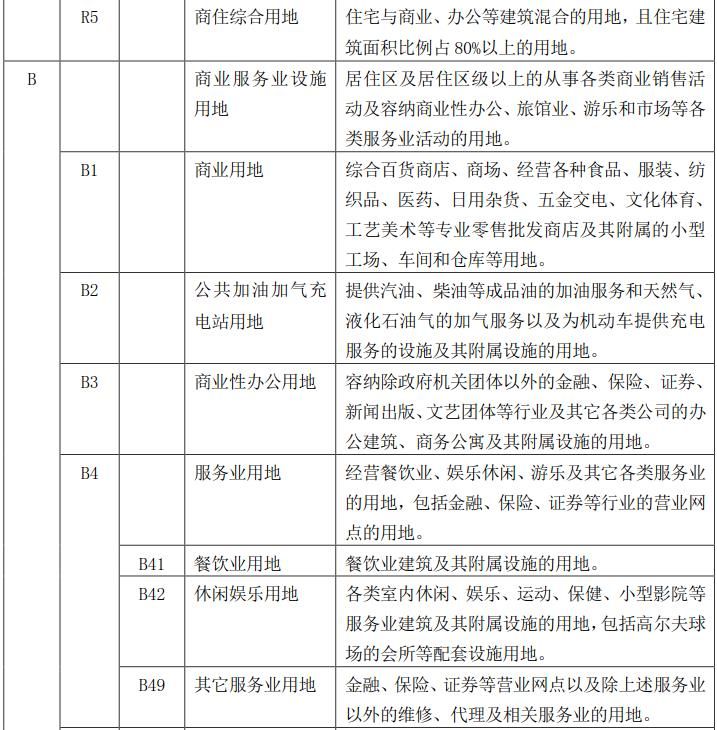 R5 商住综合用地 住宅与商业、办公等建筑混合的用地，且住宅建
筑面积比例占 80%以上的用地。
B 商业服务业设施 居住区及居住区级以上的从事各类商业销售活
用地 动及容纳商业性办公、旅馆业、游乐和市场等各
类服务业活动的用地。
B1 商业用地 综合百货商店、商场、经营各种食品、服装、纺
织品、医药、日用杂货、五金交电、文化体育、
工艺美术等专业零售批发商店及其附属的小型
工场、车间和仓库等用地。
B2 公共加油加气充 提供汽油、柴油等成品油的加油服务和天然气、
电站用地 液化石油气的加气服务以及为机动车提供充电
服务的设施及其附属设施的用地。
B3 商业性办公用地 容纳除政府机关团体以外的金融、保险、证券、
新闻出版、文艺团体等行业及其它各类公司的办
公建筑、商务公寓及其附属设施的用地。
B4 服务业用地 经营餐饮业、娱乐休闲、游乐及其它各类服务业
的用地，包括金融、保险、证券等行业的营业网
点的用地。
B41 餐饮业用地 餐饮业建筑及其附属设施的用地。
B42 休闲娱乐用地 各类室内休闲、娱乐、运动、保健、小型影院等
服务业建筑及其附属设施的用地，包括高尔夫球
场的会所等配套设施用地。
B49 其它服务业用地 金融、保险、证券等营业网点以及除上述服务业
以外的维修、代理及相关服务业的用地。